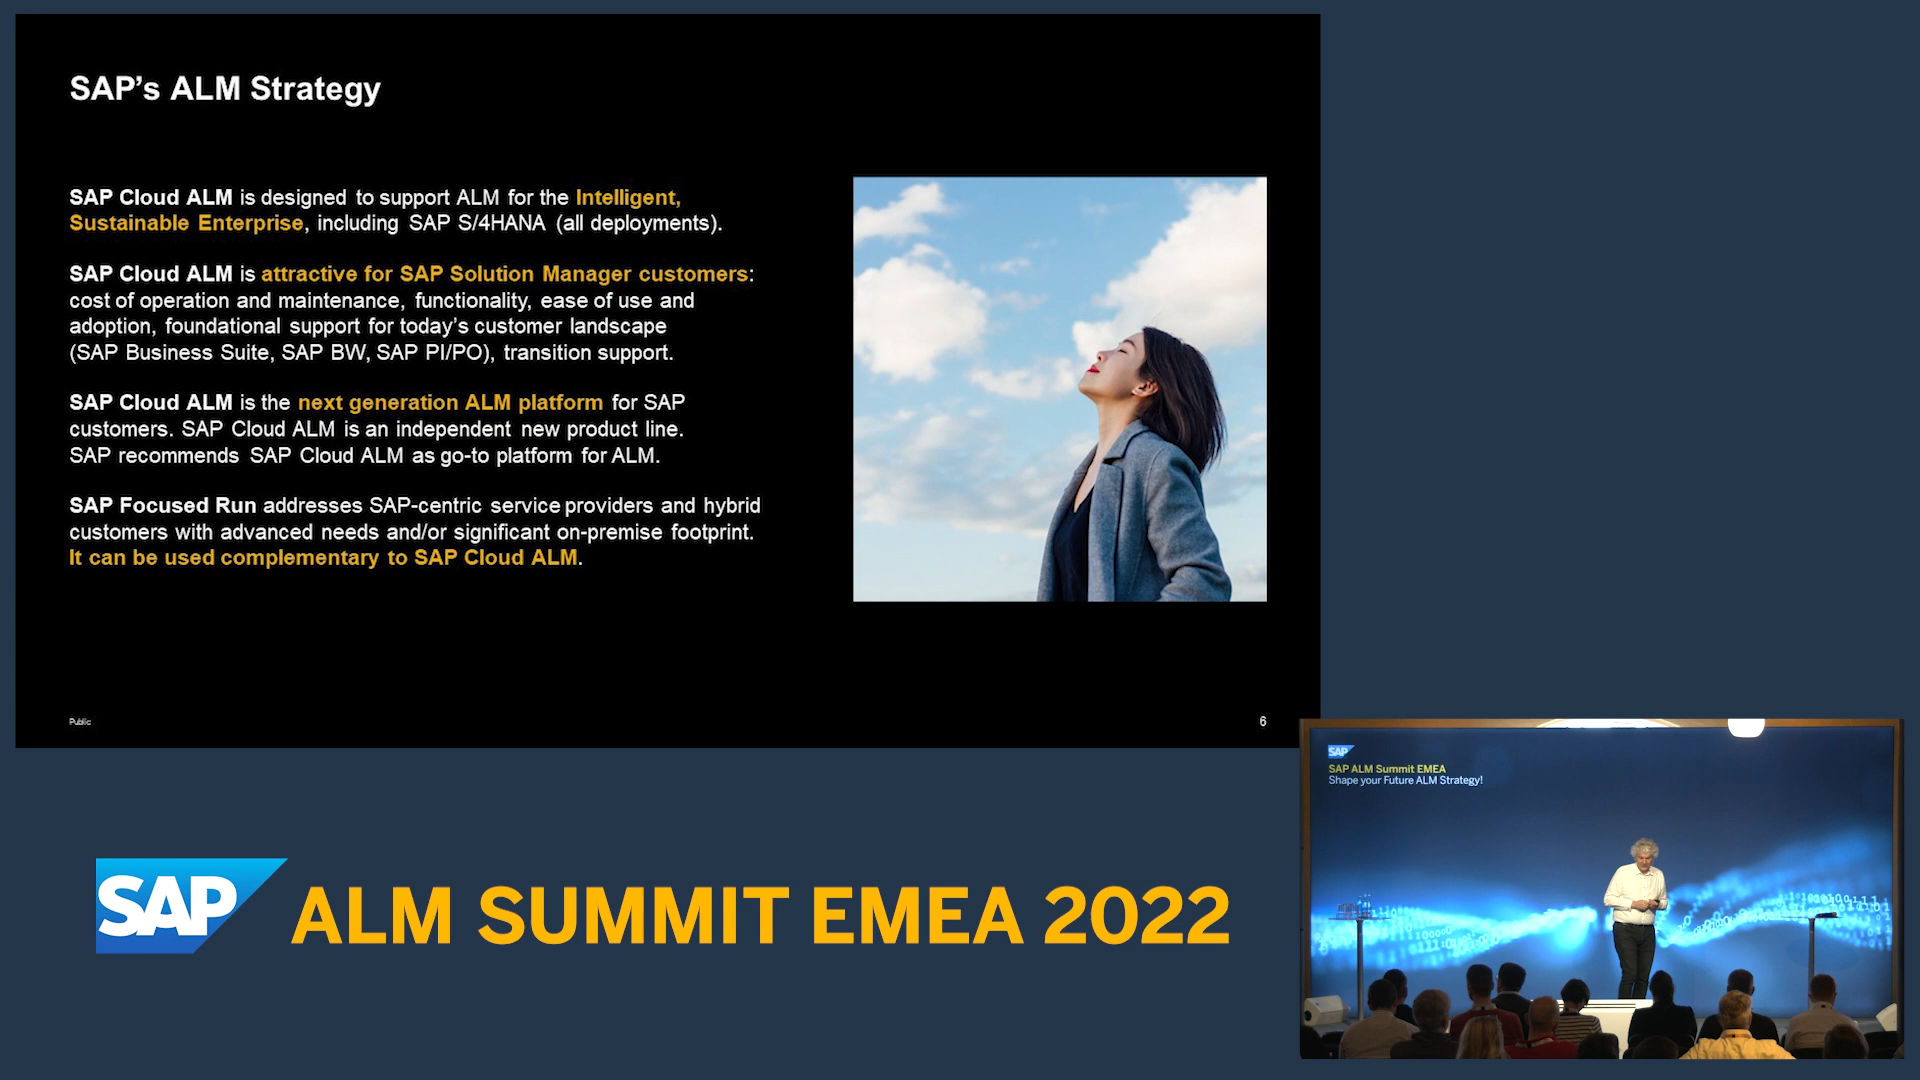 SAP’s ALM Strategy
SAP Cloud ALM is designed to support ALM for the Intelligent,
Sustainable Enterprise, including SAP S/4HANA (all deployments).
SAP Cloud ALM is attractive for SAP Solution Manager customers:
cost of operation and maintenance, functionality, ease of use and
adoption, foundational support for today’s customer landscape
(SAP Business Suite, SAP BW, SAP PI/PO), transition support.
SAP Cloud ALM is the next generation ALM platform for SAP
customers. SAP Cloud ALM is an independent new product line.
SAP recommends SAP Cloud ALM as go-to platform for ALM.
SAP Focused Run addresses SAP-centric service providers and hybrid
customers with advanced needs and/or significant on-premise footprint.
It can be used complementary to SAP Cloud ALM.
Public
6
SAP
SAP ALM Summit EMEA
Shape your Future ALM Strategy!
SAP ALM SUMMIT EMEA 2022